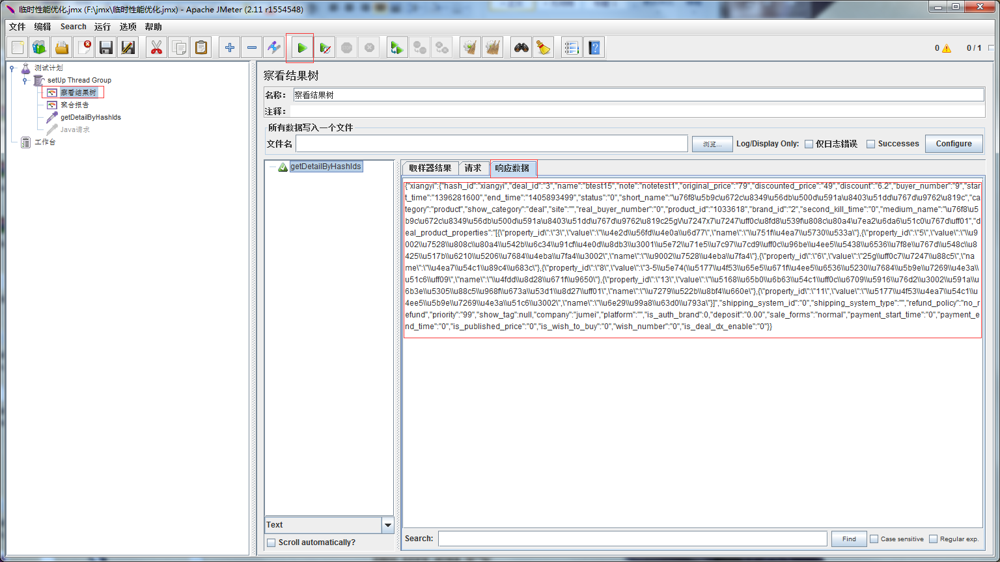 临时性能优化.jmx (F:\jmx\临时性能优化.jmx) - Apache JMeter (2.11 r1554548)
文件 编辑 Search 运行 选项 帮助
0 0 / 1
测试计划
setUp Thread Group
察看结果树
聚合报告
getDetailByHashIds
Java请求
工作台
察看结果树
名称： 察看结果树
注释：
所有数据写入一个文件
文件名 浏览... Log/Display Only: 仅日志错误 Successes Configure
getDetailByHashIds
取样器结果 请求 响应数据
{"xiangyi":{"hash_id":"xiangyi","deal_id":"3","name":"btest15","note":"notetest1","original_price":"79","discounted_price":"49","discount":"6.2","buyer_number":"9","star
t_time":"1396281600","end_time":"1405893499","status":"0","short_name":"\u76f8\u5b9c\u672c\u8349\u56db\u500d\u591a\u8403\u51dd\u767d\u9762\u819c","ca
tegory":"product","show_category":"deal","site":"","real_buyer_number":"0","product_id":"1033618","brand_id":"2","second_kill_time":"0","medium_name":"\u76f8\u5
b9c\u672c\u8349\u56db\u500d\u591a\u8403\u51dd\u767d\u9762\u819c25g\/\u7247x7\u7247\uff0c\u8fd8\u539f\u808c\u80a4\u7ea2\u6da6\u51c0\u767d\uff01","d
eal_product_properties":"[{\"property_id\":\"3\",\"value\":\"\\u4e2d\\u56fd\\u4e0a\\u6d77\",\"name\":\"\\u751f\\u4ea7\\u5730\\u533a\"},{\"property_id\":\"5\",\"value\":\"\\u9
002\\u7528\\u808c\\u80a4\\u542b\\u6c34\\u91cf\\u4e0d\\u8db3\\u3001\\u5e72\\u71e5\\u7c97\\u7cd9\\uff0c\\u96be\\u4ee5\\u5438\\u6536\\u7f8e\\u767d\\u548c\\u8
425\\u517b\\u6210\\u5206\\u7684\\u4eba\\u7fa4\\u3002\",\"name\":\"\\u9002\\u7528\\u4eba\\u7fa4\"},{\"property_id\":\"6\",\"value\":\"25g\\uff0c7\\u7247\\u88c5\",\"na
me\":\"\\u4ea7\\u54c1\\u89c4\\u683c\"},{\"property_id\":\"8\",\"value\":\"3-5\\u5e74(\\u5177\\u4f53\\u65e5\\u671f\\u4ee5\\u6536\\u5230\\u7684\\u5b9e\\u7269\\u4e3a\\
u51c6\\uff09\",\"name\":\"\\u4fdd\\u8d28\\u671f\\u9650\"},{\"property_id\":\"13\",\"value\":\"\\u5168\\u65b0\\u6b63\\u54c1\\uff0c\\u6709\\u5916\\u76d2\\u3002\\u591a\\u
6b3e\\u5305\\u88c5\\u968f\\u673a\\u53d1\\u8d27\\uff01\",\"name\":\"\\u7279\\u522b\\u8bf4\\u660e\"},{\"property_id\":\"11\",\"value\":\"\\u5177\\u4f53\\u4ea7\\u54c1\\u
4ee5\\u5b9e\\u7269\\u4e3a\\u51c6\\u3002\",\"name\":\"\\u6e29\\u99a8\\u63d0\\u793a\"}]","shipping_system_id":"0","shipping_system_type":"","refund_policy":"no_r
efund","priority":"99","show_tag":null,"company":"jumei","platform":"","is_auth_brand":0,"deposit":"0.00","sale_forms":"normal","payment_start_time":"0","payment_e
nd_time":"0","is_published_price":"0","is_wish_to_buy":"0","wish_number":"0","is_deal_dx_enable":"0"}}
Text
Scroll automatically?
Search: Find Case sensitive Regular exp.